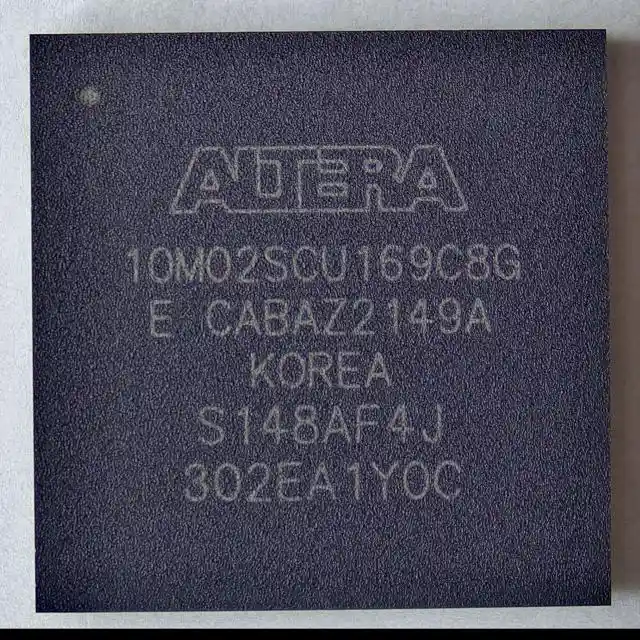 ALTERA
10M02SCU169C8G
E CABAZ2149A
KOREA
S148AF4J
302EA1Y0C